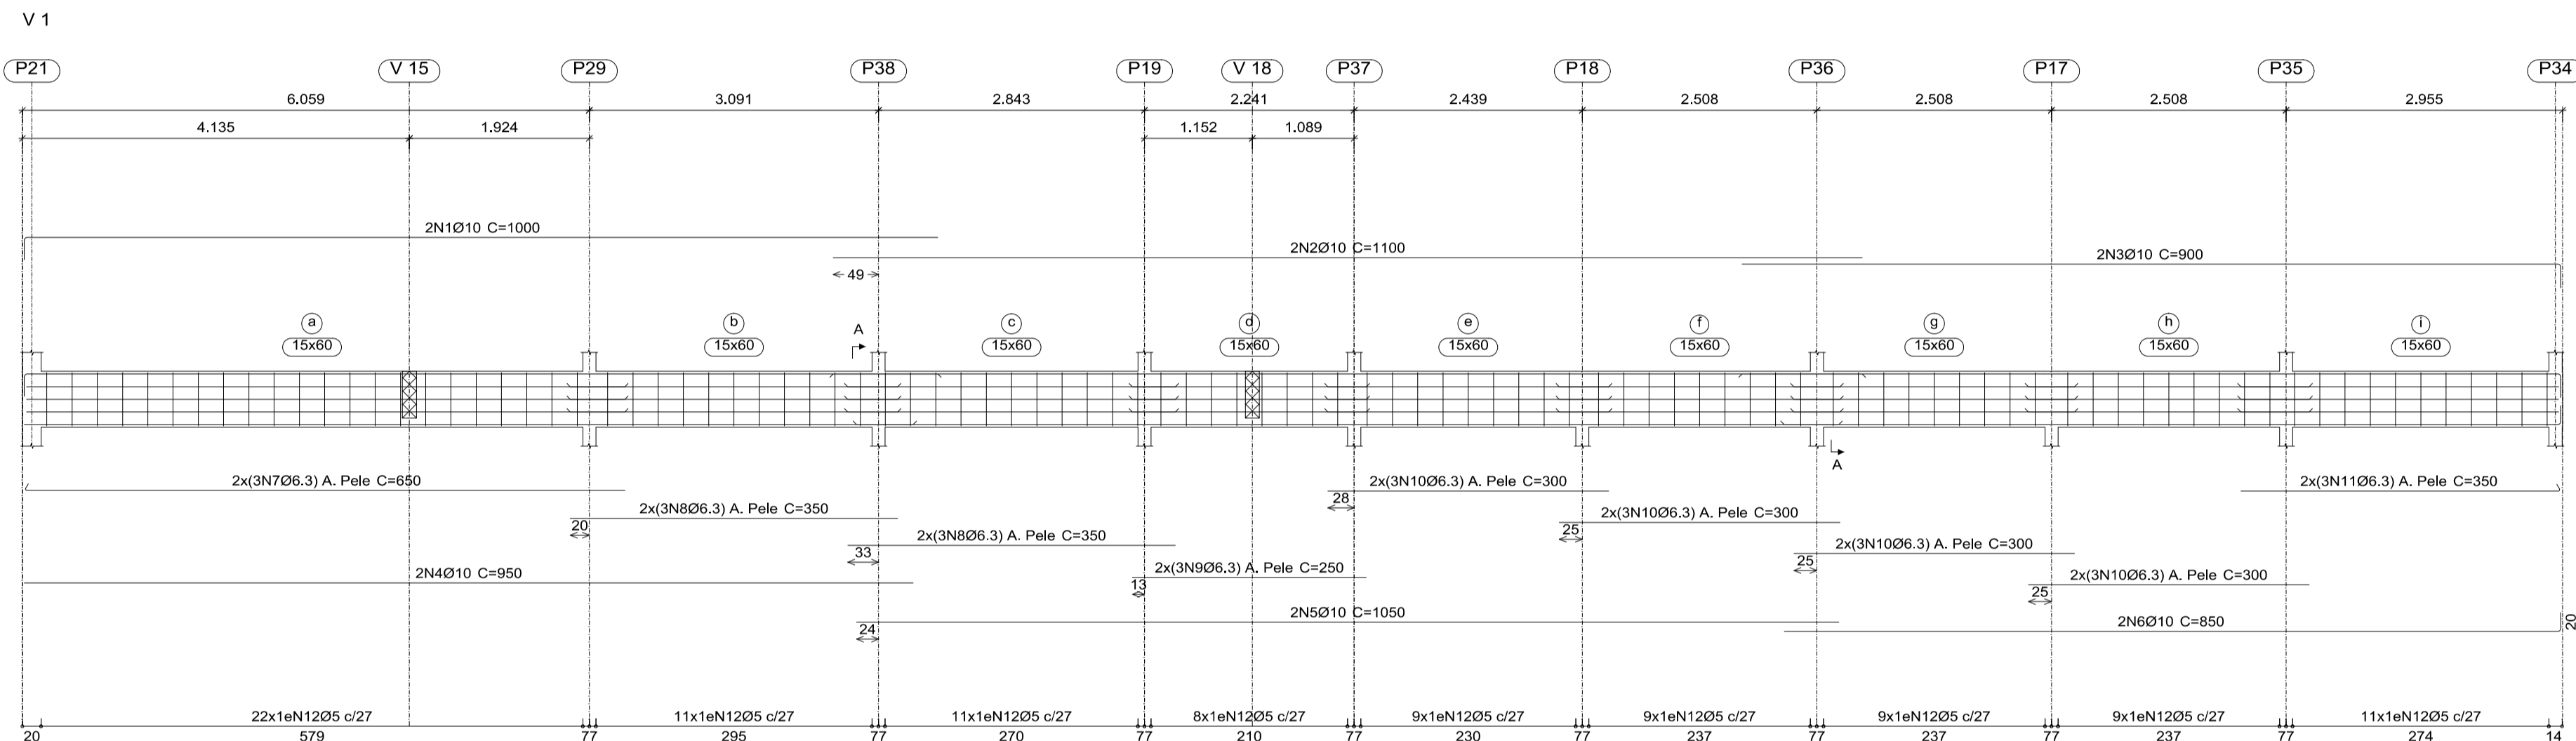 V 1
P21 V 15 P29 P38 P19 V 18 P37 P18 P36 P17 P35 P34
6.059 3.091 2.843 2.241 2.439 2.508 2.508 2.508 2.955
4.135 1.924 1.152 1.089
2N1Ø10 C=1000
2N2Ø10 C=1100
2N3Ø10 C=900
49
a b A c d e f g h i
15x60 15x60 15x60 15x60 15x60 15x60 15x60 15x60 15x60
A
2x(3N7Ø6.3) A. Pele C=650 2x(3N10Ø6.3) A. Pele C=300 2x(3N11Ø6.3) A. Pele C=350
28
2x(3N8Ø6.3) A. Pele C=350 2x(3N10Ø6.3) A. Pele C=300
20 25
2x(3N8Ø6.3) A. Pele C=350 2x(3N10Ø6.3) A. Pele C=300
33 25
2N4Ø10 C=950 2x(3N9Ø6.3) A. Pele C=250 2x(3N10Ø6.3) A. Pele C=300
13 25
2N5Ø10 C=1050
24 2N6Ø10 C=850 20
22x1eN12Ø5 c/27 11x1eN12Ø5 c/27 11x1eN12Ø5 c/27 8x1eN12Ø5 c/27 9x1eN12Ø5 c/27 9x1eN12Ø5 c/27 9x1eN12Ø5 c/27 9x1eN12Ø5 c/27 11x1eN12Ø5 c/27
20 579 77 295 77 270 77 210 77 230 77 237 77 237 77 237 77 274 14